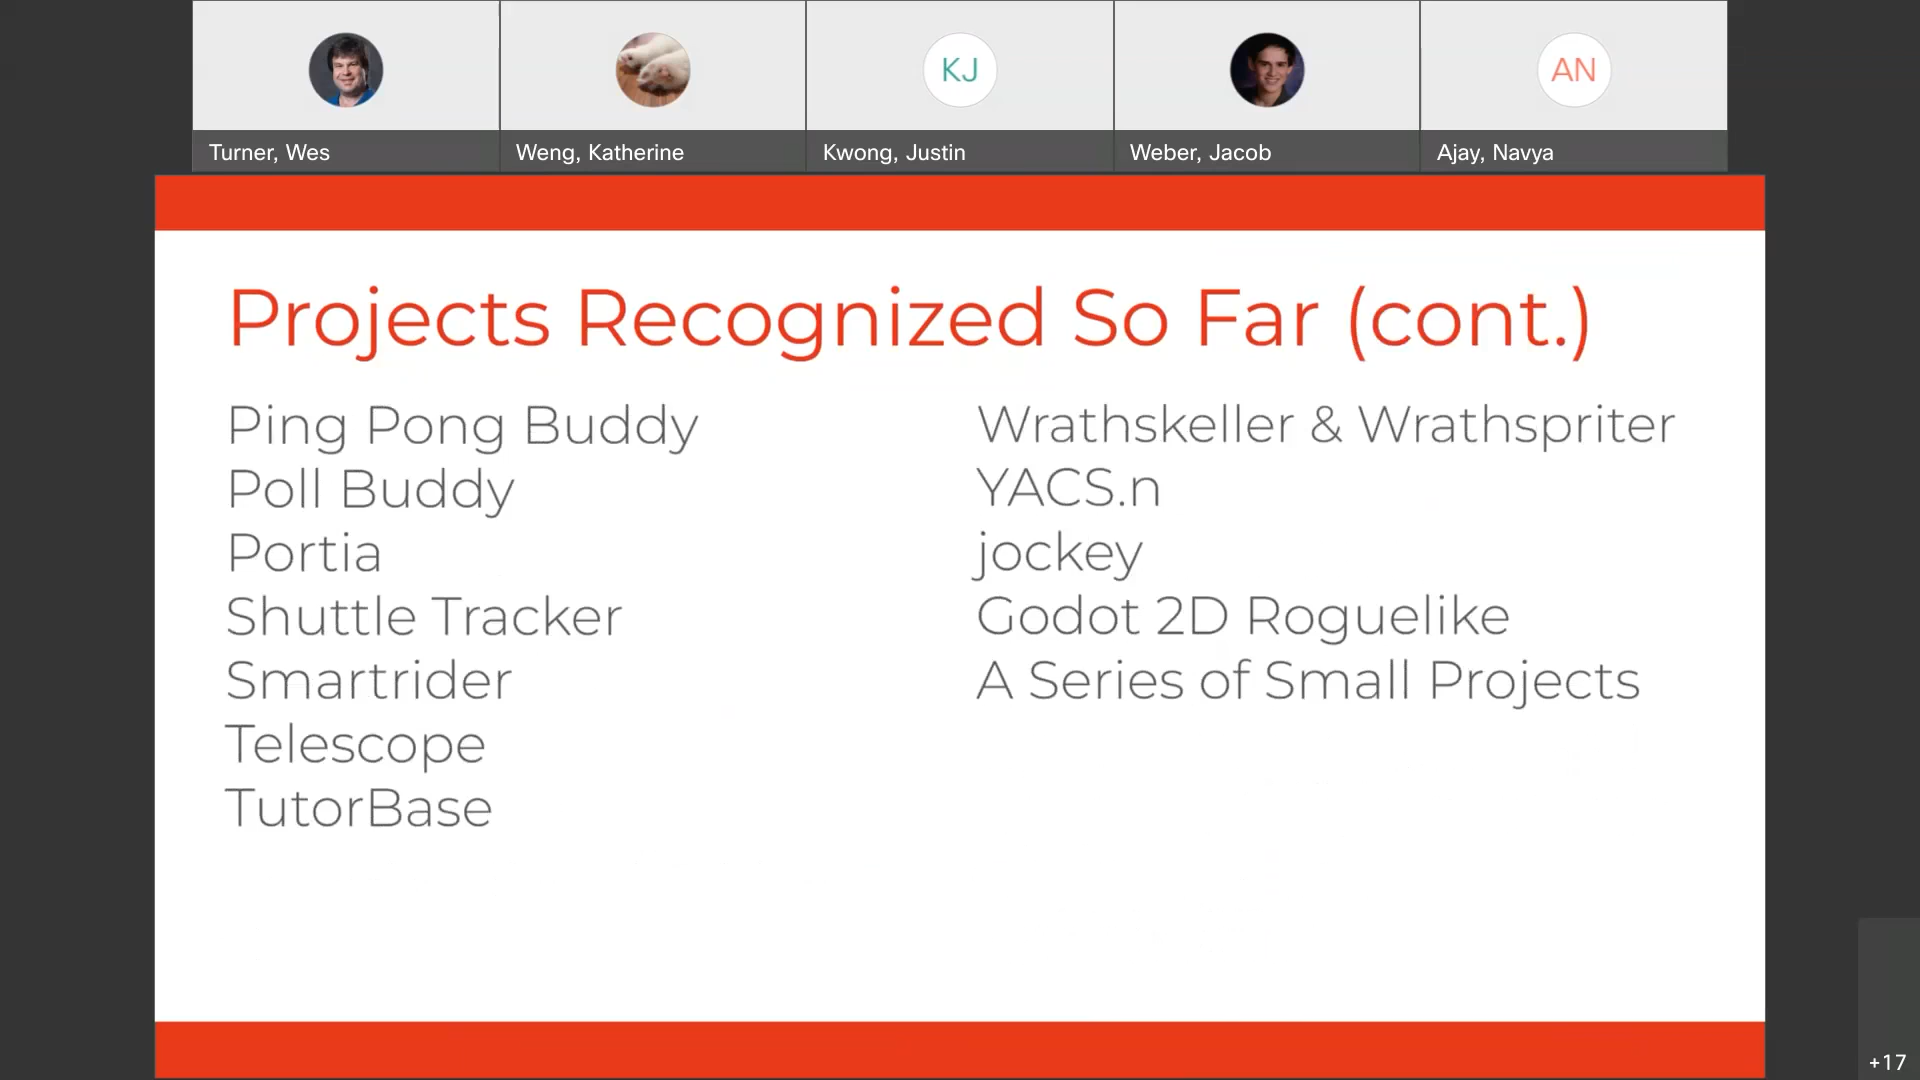 KJ
AN
Turner, Wes
Weng, Katherine
Kwong, Justin
Weber, Jacob
Ajay, Navya
Projects Recognized So Far (cont.)
Ping Pong Buddy
Poll Buddy
Portia
Shuttle Tracker
Smartrider
Telescope
TutorBase
Wrathskeller & Wrathspriter
YACS.n
jockey
Godot 2D Roguelike
A Series of Small Projects
+17